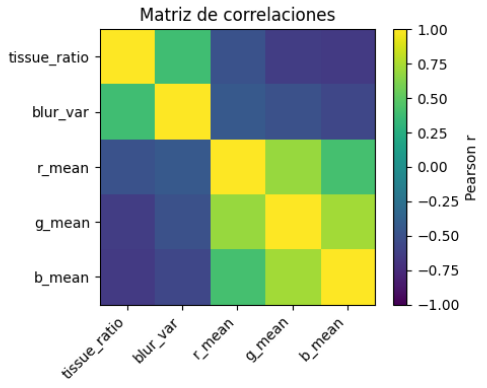 Matriz de correlaciones
tissue_ratio
blur_var
r_mean
g_mean
b_mean
tissue_ratio
blur_var
r_mean
g_mean
b_mean
1.00
0.75
0.50
0.25
0.00
−0.25
−0.50
−0.75
−1.00
Pearson r